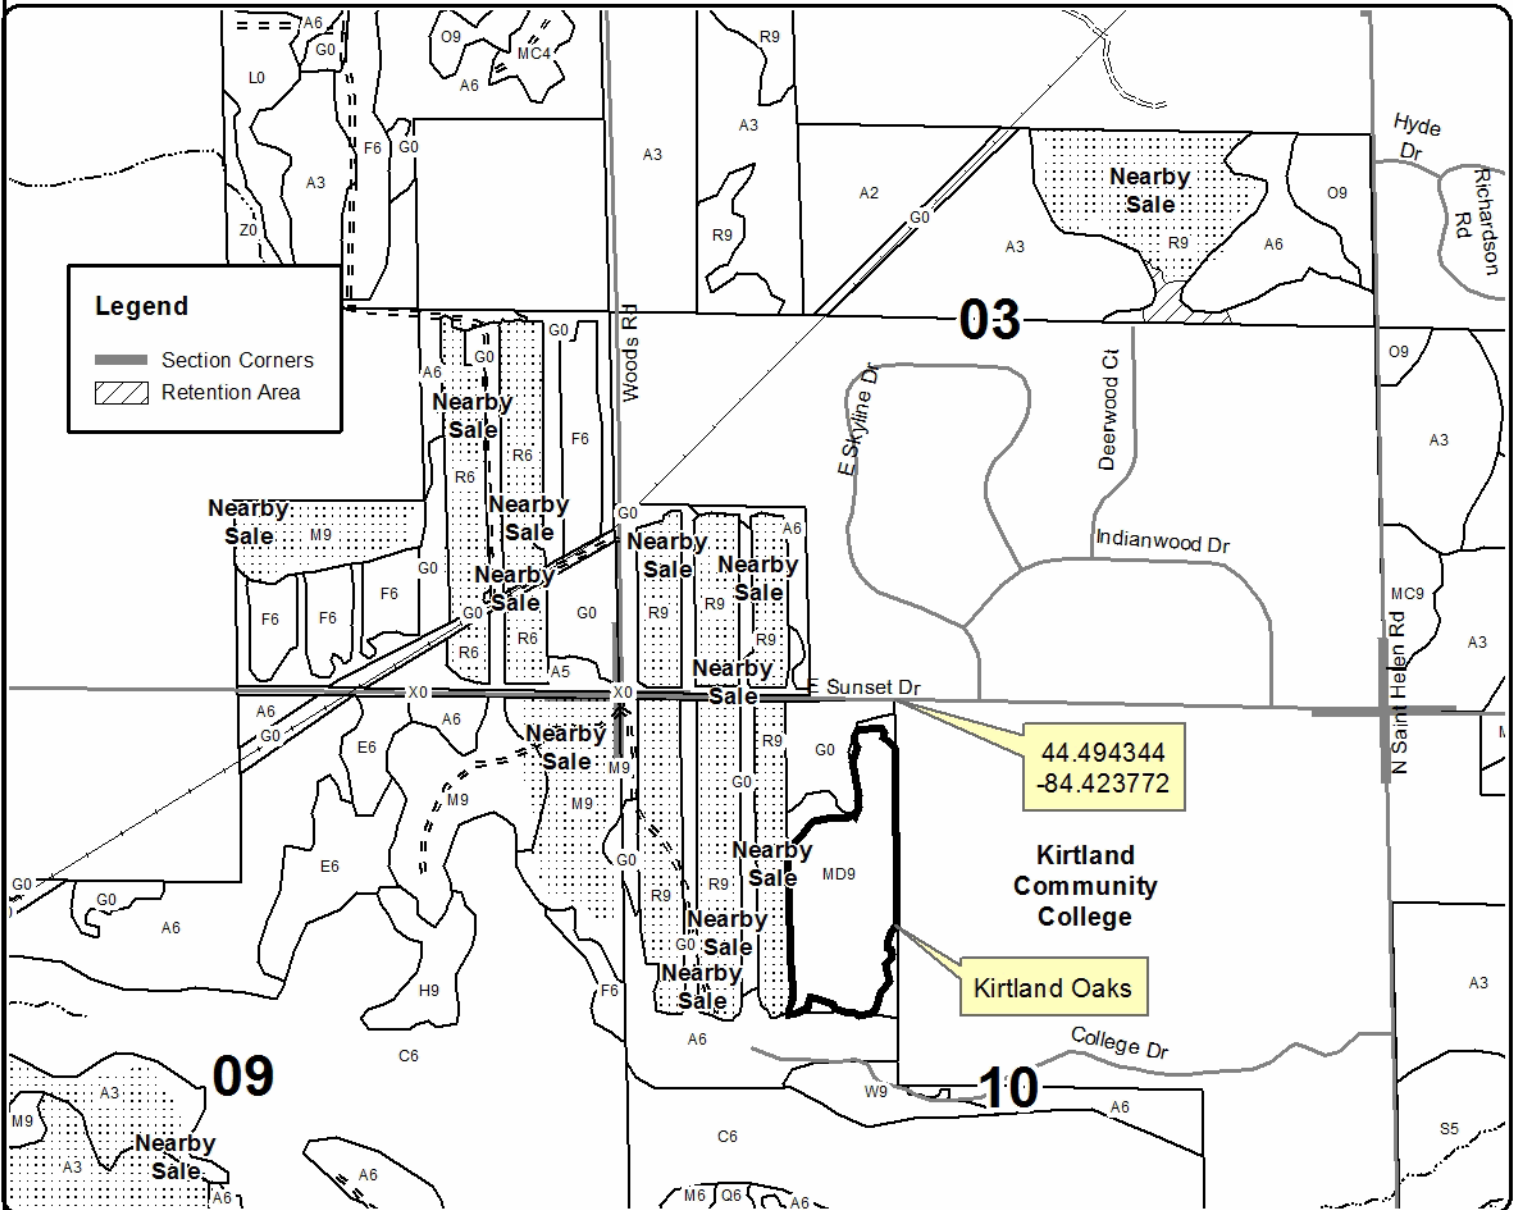 A6
G0
L0
O9
MC4
A6
R9
Hyde
Dr
A3
F6
G0
A3
A3
A2
G0
Nearby
Sale
O9
Richardson
Rd
Z0
R9
A3
R9
A6
Legend
Section Corners
Retention Area
03
Woods Rd
G0
G0
A6
Nearby
Sale
F6
R6
R6
E Skyline Dr
Deerwood Ct
O9
A3
Nearby
Sale
M9
Nearby
Sale
G0
A6
Nearby
Sale
Nearby
Sale
Indianwood Dr
G0
Nearby
Sale
F6
F6
F6
G0
G0
R9
R9
R9
MC9
R6
R6
A5
A3
N Saint Helen Rd
Nearby
Sale
X0
X0
E Sunset Dr
A6
G0
A6
E6
Nearby
Sale
M9
R9
G0
44.494344
-84.423772
M9
M9
G0
E6
G0
Nearby
Sale
MD9
Kirtland
Community
College
G0
G0
A6
R9
R9
Nearby
Sale
G0
Nearby
Sale
Kirtland Oaks
H9
F6
A3
A6
College Dr
C6
09
10
A3
M9
W9
A6
C6
S5
Nearby
Sale
A3
A6
A6
M6
Q6
A6